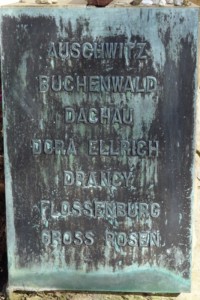 AUSCHWITZ
BUCHENWALD
DACHAU
DORA ELLRICH
DRANCY
FLOSSENBURG
GROSS ROSEN